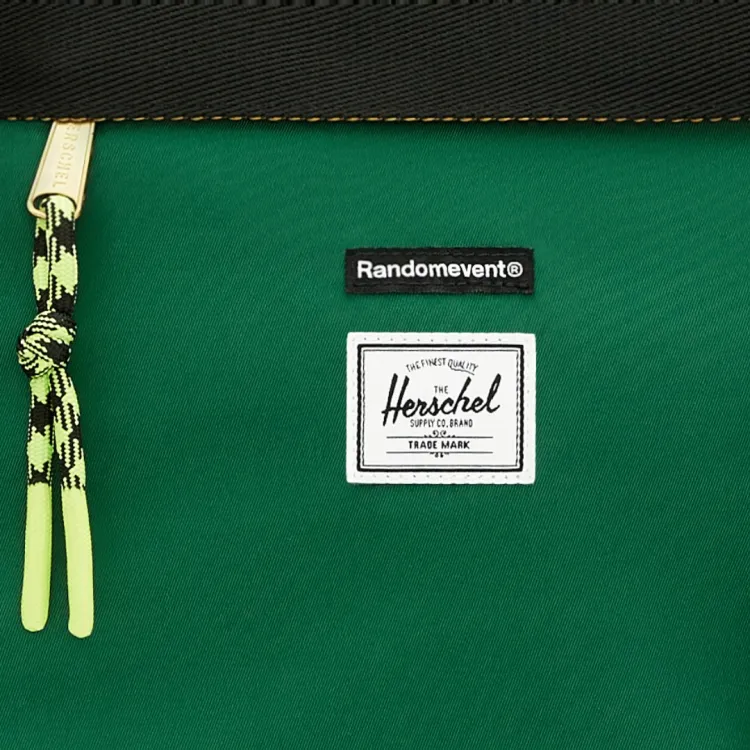 HERSCHEL
Randomevent®
THE FINEST QUALITY
THE
Herschel
SUPPLY CO. BRAND
TRADE MARK